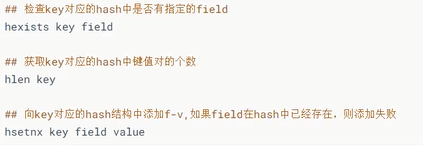 ## 检查key对应的hash中是否有指定的field
hexists key field
## 获取key对应的hash中键值对的个数
hlen key
## 向key对应的hash结构中添加f-v,如果field在hash中已经存在，则添加失败
hsetnx key field value